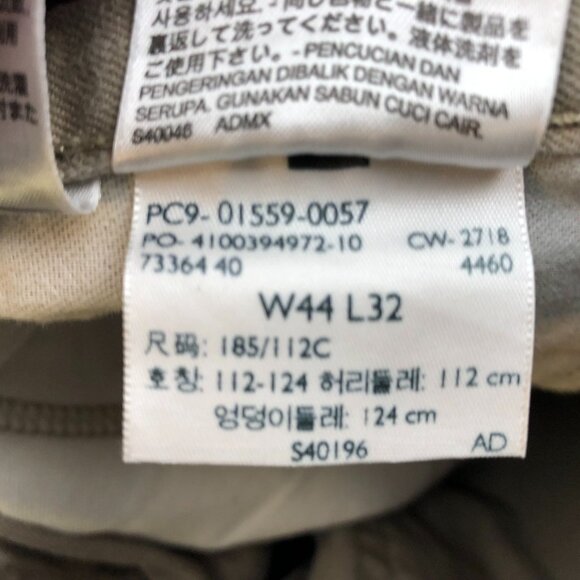 사용하세요. - 同じ色物と一緒に製品を
裏返して洗ってください。液体洗剤を
ご使用下さい。- PENCUCIAN DAN
PENGERINGAN DIBALIK DENGAN WARNA
SERUPA. GUNAKAN SABUN CUCI CAIR.
S40046 ADMX
PC9- 01559-0057
PO- 4100394972-10 CW- 2718
73364 40 4460
W44 L32
尺码: 185/112C
호칭: 112-124 허리둘레: 112 cm
엉덩이둘레: 124 cm
S40196 AD